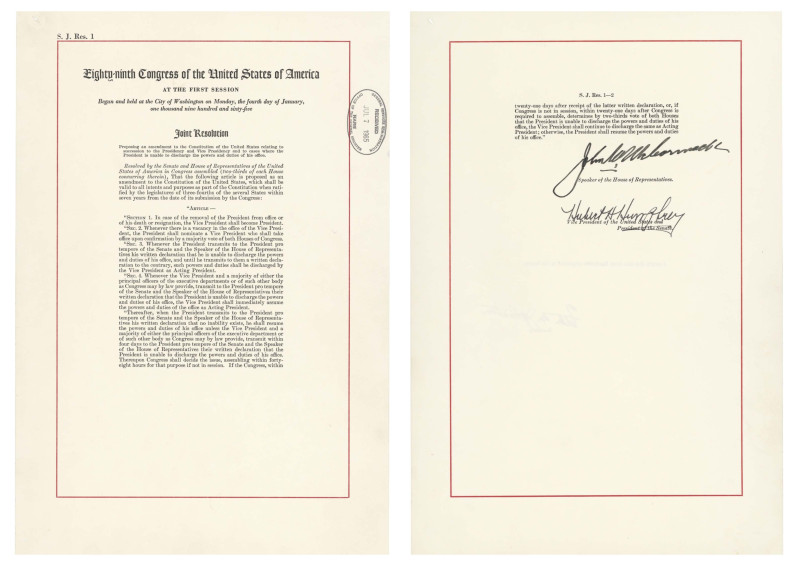 S. J. Res. 1
Eighty-ninth Congress of the United States of America
AT THE FIRST SESSION
Begun and held at the City of Washington on Monday, the fourth day of January,
one thousand nine hundred and sixty-five
RECEIVED
JUL 7 1965
Joint Resolution
Proposing an amendment to the Constitution of the United States relating to
succession to the Presidency and Vice Presidency and to cases where the
President is unable to discharge the powers and duties of his office.
Resolved by the Senate and House of Representatives of the United
States of America in Congress assembled (two-thirds of each House
concurring therein), That the following article is proposed as an
amendment to the Constitution of the United States, which shall be
valid to all intents and purposes as part of the Constitution when rati-
fied by the legislatures of three-fourths of the several States within
seven years from the date of its submission by the Congress:
"ARTICLE —
"SECTION 1. In case of the removal of the President from office or
of his death or resignation, the Vice President shall become President.
"SEC. 2. Whenever there is a vacancy in the office of the Vice Presi-
dent, the President shall nominate a Vice President who shall take
office upon confirmation by a majority vote of both Houses of Congress.
"SEC. 3. Whenever the President transmits to the President pro
tempore of the Senate and the Speaker of the House of Representa-
tives his written declaration that he is unable to discharge the powers
and duties of his office, and until he transmits to them a written decla-
ration to the contrary, such powers and duties shall be discharged by
the Vice President as Acting President.
"SEC. 4. Whenever the Vice President and a majority of either the
principal officers of the executive departments or of such other body
as Congress may by law provide, transmit to the President pro tempore
of the Senate and the Speaker of the House of Representatives their
written declaration that the President is unable to discharge the powers
and duties of his office, the Vice President shall immediately assume
the powers and duties of the office as Acting President.
"Thereafter, when the President transmits to the President pro
tempore of the Senate and the Speaker of the House of Representa-
tives his written declaration that no inability exists, he shall resume
the powers and duties of his office unless the Vice President and a
majority of either the principal officers of the executive department or
of such other body as Congress may by law provide, transmit within
four days to the President pro tempore of the Senate and the Speaker
of the House of Representatives their written declaration that the
President is unable to discharge the powers and duties of his office.
Thereupon Congress shall decide the issue, assembling within forty-
eight hours for that purpose if not in session. If the Congress, within
S. J. Res. 1—2
twenty-one days after receipt of the latter written declaration, or, if
Congress is not in session, within twenty-one days after Congress is
required to assemble, determines by two-thirds vote of both Houses
that the President is unable to discharge the powers and duties of his
office, the Vice President shall continue to discharge the same as Acting
President; otherwise, the President shall resume the powers and duties
of his office."
John W. McCormack
Speaker of the House of Representatives.
Hubert H. Humphrey
Vice President of the United States and
President of the Senate.